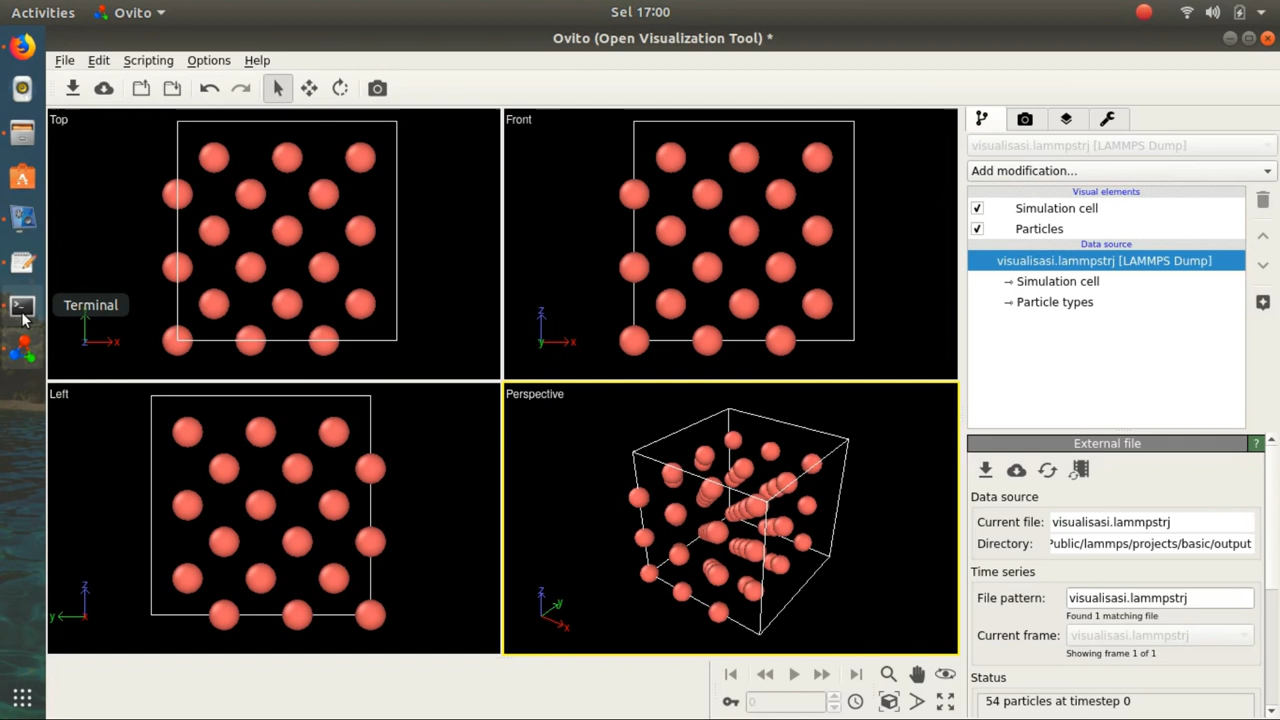 Activities
Ovito
Sel 17:00
Ovito (Open Visualization Tool) *
File Edit Scripting Options Help
Top
Front
Terminal
x
z
z
y
x
Left
Perspective
z
y
x
z
y
x
visualisasi.lammpstrj [LAMMPS Dump]
Add modification...
Visual elements
Simulation cell
Particles
Data source
visualisasi.lammpstrj [LAMMPS Dump]
→ Simulation cell
→ Particle types
External file
?
Data source
Current file: visualisasi.lammpstrj
Directory: Public/lammps/projects/basic/output
Time series
File pattern: visualisasi.lammpstrj
Found 1 matching file
Current frame: visualisasi.lammpstrj
Showing frame 1 of 1
Status
54 particles at timestep 0
0